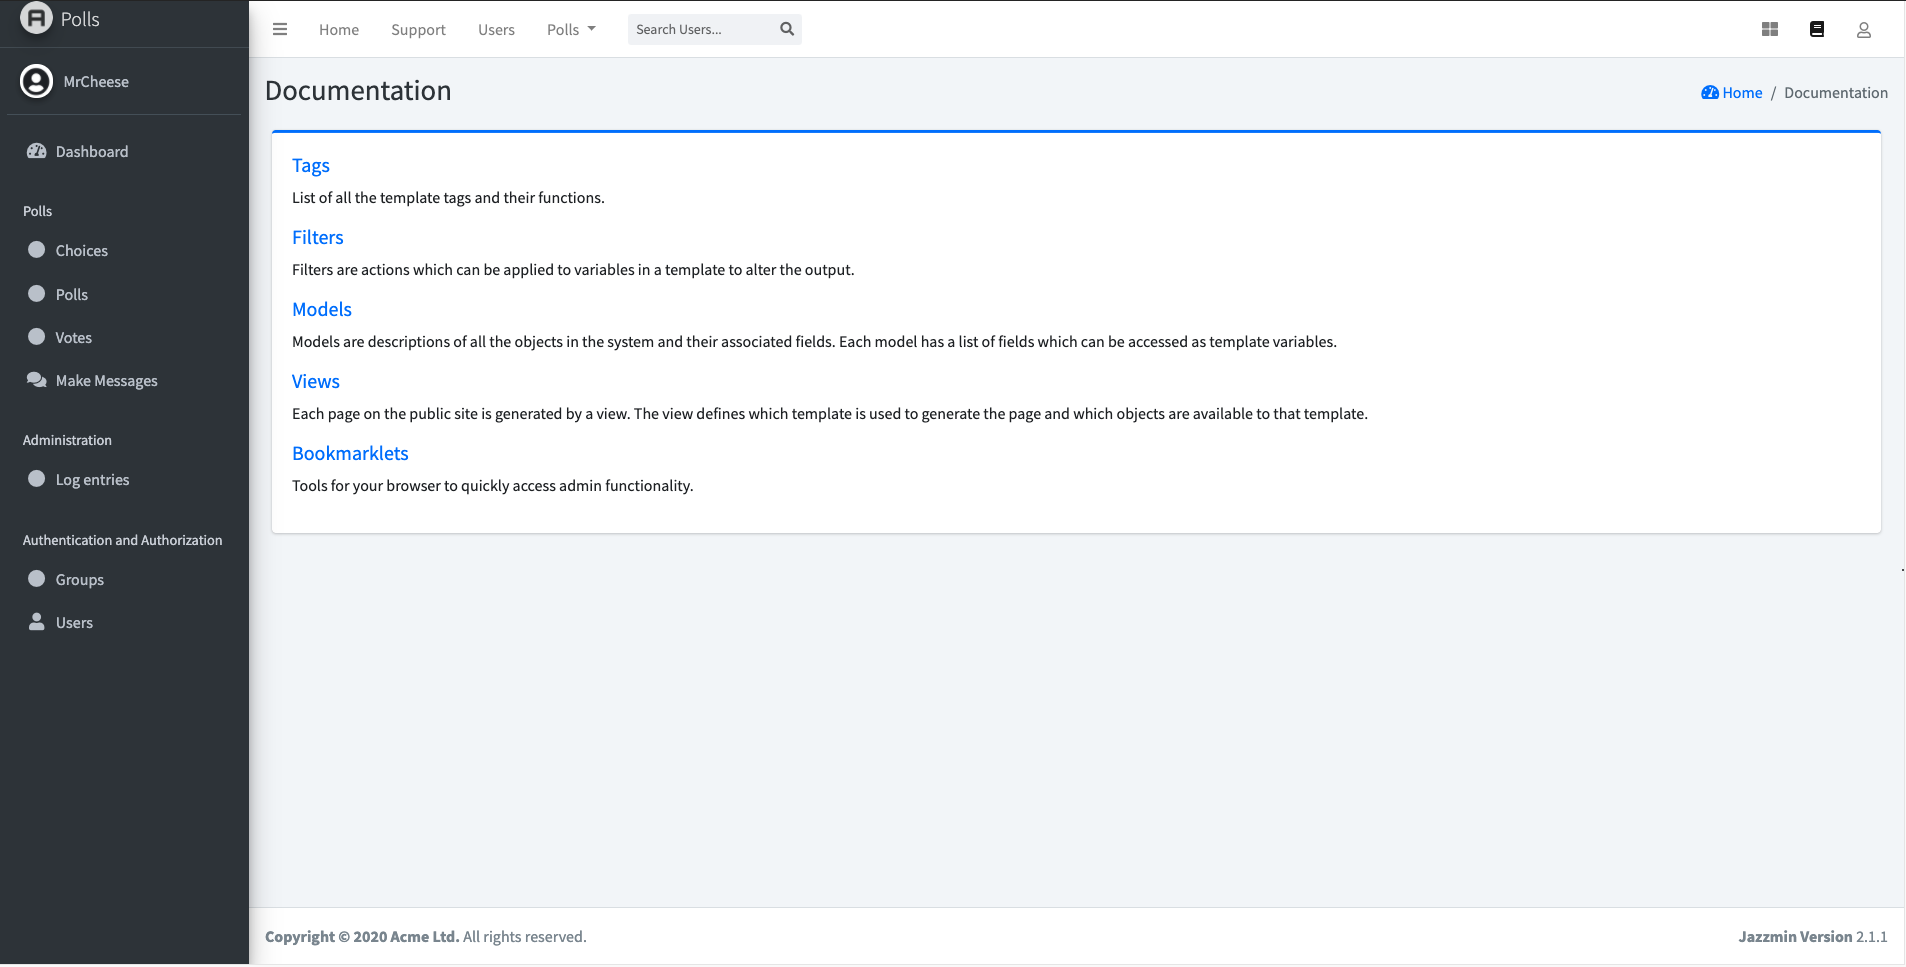 Polls
MrCheese
Dashboard
Polls
Choices
Polls
Votes
Make Messages
Administration
Log entries
Authentication and Authorization
Groups
Users
Home Support Users Polls Search Users...
Documentation
Home / Documentation
Tags
List of all the template tags and their functions.
Filters
Filters are actions which can be applied to variables in a template to alter the output.
Models
Models are descriptions of all the objects in the system and their associated fields. Each model has a list of fields which can be accessed as template variables.
Views
Each page on the public site is generated by a view. The view defines which template is used to generate the page and which objects are available to that template.
Bookmarklets
Tools for your browser to quickly access admin functionality.
Copyright © 2020 Acme Ltd. All rights reserved.
Jazzmin Version 2.1.1